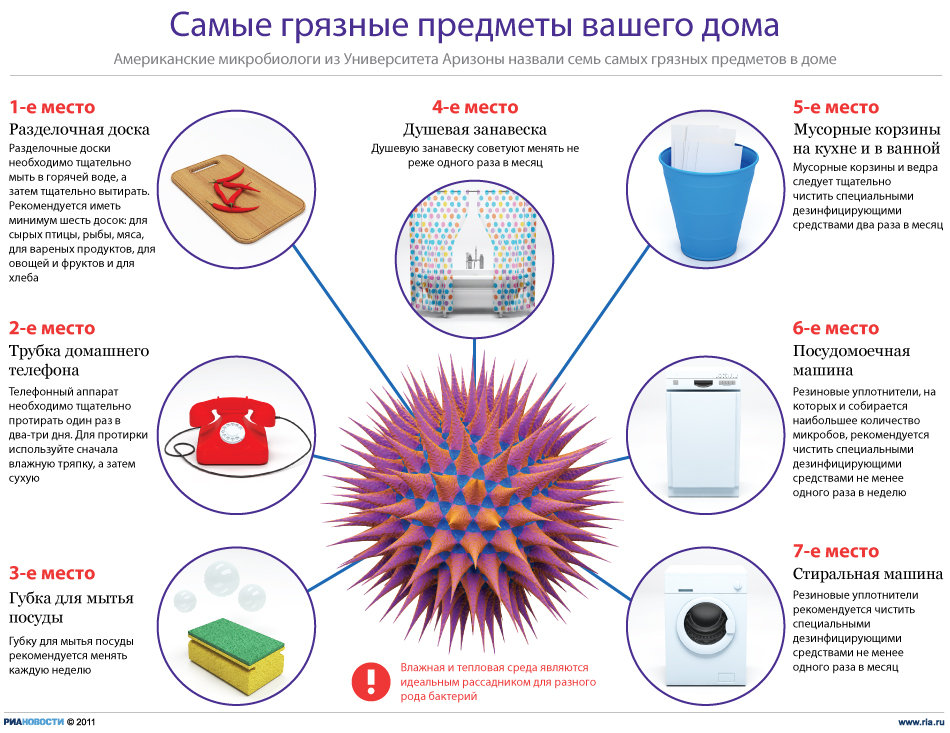 Самые грязные предметы вашего дома
Американские микробиологи из Университета Аризоны назвали семь самых грязных предметов в доме
1-е место
Разделочная доска
Разделочные доски
необходимо тщательно
мыть в горячей воде, а
затем тщательно вытирать.
Рекомендуется иметь
минимум шесть досок: для
сырых птицы, рыбы, мяса,
для вареных продуктов, для
овощей и фруктов и для
хлеба
2-е место
Трубка домашнего
телефона
Телефонный аппарат
необходимо тщательно
протирать один раз в
два-три дня. Для протирки
используйте сначала
влажную тряпку, а затем
сухую
3-е место
Губка для мытья
посуды
Губку для мытья посуды
рекомендуется менять
каждую неделю
4-е место
Душевая занавеска
Душевую занавеску советуют менять не
реже одного раза в месяц
5-е место
Мусорные корзины
на кухне и в ванной
Мусорные корзины и ведра
следует тщательно
чистить специальными
дезинфицирующими
средствами два раза в месяц
6-е место
Посудомоечная
машина
Резиновые уплотнители, на
которых и собирается
наибольшее количество
микробов, рекомендуется
чистить специальными
дезинфицирующими
средствами не менее
одного раза в неделю
7-е место
Стиральная машина
Резиновые уплотнители
рекомендуется чистить
специальными
дезинфицирующими
средствами не менее
одного раза в месяц
Влажная и тепловая среда являются
идеальным рассадником для разного
рода бактерий
РИАНОВОСТИ © 2011
www.ria.ru